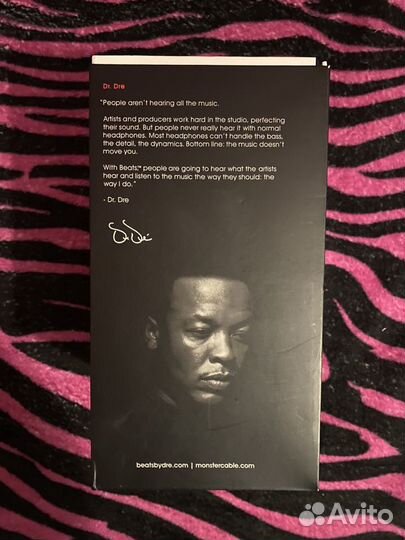 Dr. Dre
"People aren't hearing all the music.
Artists and producers work hard in the studio, perfecting
their sound. But people never really hear it with normal
headphones. Most headphones can't handle the bass,
the detail, the dynamics. Bottom line: the music doesn't
move you.
With Beats,™ people are going to hear what the artists
hear and listen to the music the way they should: the
way I do."
- Dr. Dre
Dr. Dre
beatsbydre.com | monstercable.com
Avito